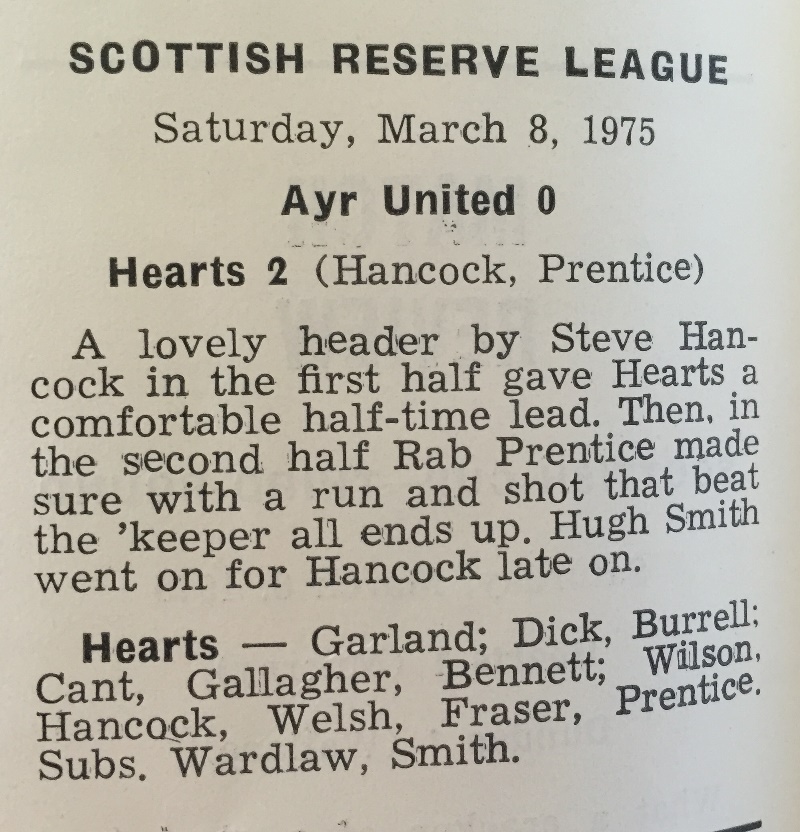 SCOTTISH RESERVE LEAGUE
Saturday, March 8, 1975
Ayr United 0
Hearts 2 (Hancock, Prentice)
A lovely header by Steve Han-
cock in the first half gave Hearts a
comfortable half-time lead. Then, in
the second half Rab Prentice made
sure with a run and shot that beat
the 'keeper all ends up. Hugh Smith
went on for Hancock late on.
Hearts — Garland; Dick, Burrell;
Cant, Gallagher, Bennett; Wilson,
Hancock, Welsh, Fraser, Prentice.
Subs. Wardlaw, Smith.